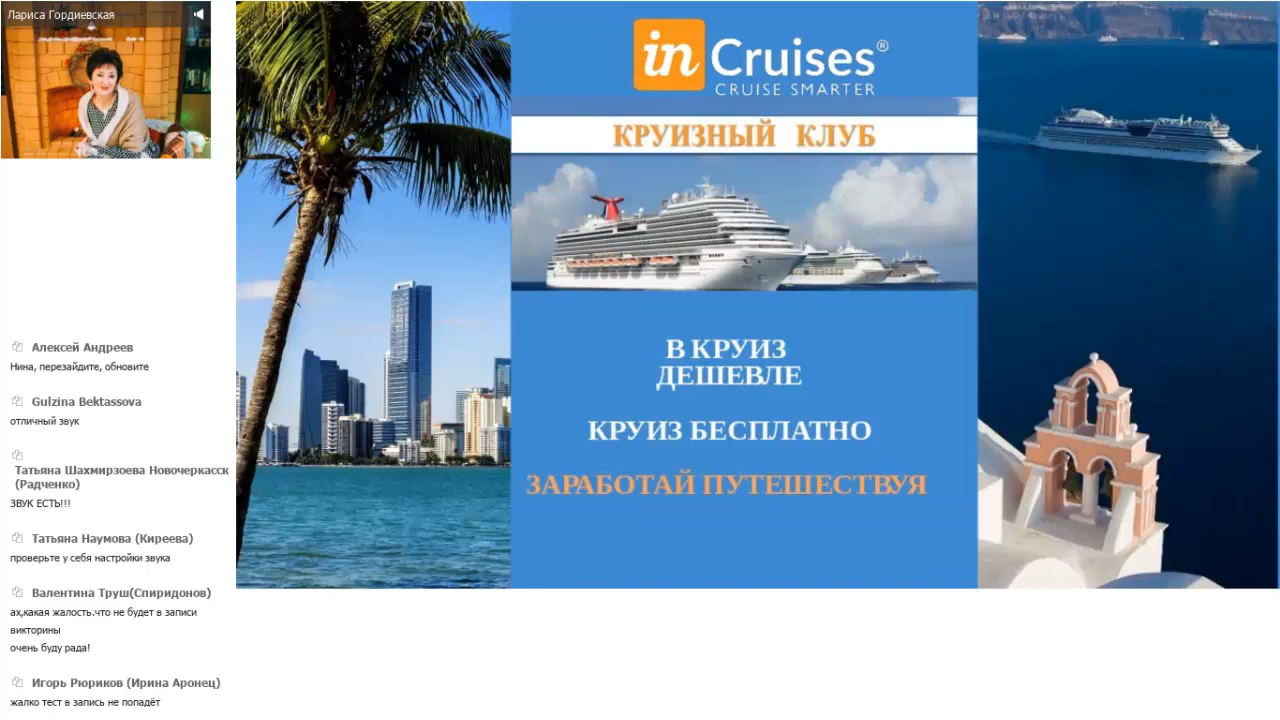 Лариса Гордиевская
in Cruises®
CRUISE SMARTER
КРУИЗНЫЙ КЛУБ
В КРУИЗ
ДЕШЕВЛЕ
КРУИЗ БЕСПЛАТНО
ЗАРАБОТАЙ ПУТЕШЕСТВУЯ
Алексей Андреев
Нина, перезайдите, обновите
Gulzina Bektassova
отличный звук
Татьяна Шахмирзоева Новочеркасск
(Радченко)
ЗВУК ЕСТЬ!!!
Татьяна Наумова (Киреева)
проверьте у себя настройки звука
Валентина Труш(Спиридонов)
ах,какая жалость.что не будет в записи
викторины
очень буду рада!
Игорь Рюриков (Ирина Аронец)
жалко тест в запись не попадёт